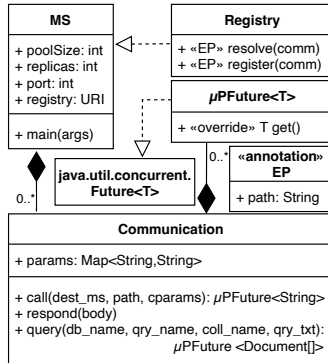 MS
+ poolSize: int
+ replicas: int
+ port: int
+ registry: URI
+ main(args)
Registry
+ «EP» resolve(comm)
+ «EP» register(comm)
µPFuture<T>
+ «override» T get()
java.util.concurrent.
Future<T>
0..*
«annotation»
EP
+ path: String
0..*
Communication
+ params: Map<String,String>
+ call(dest_ms, path, cparams): µPFuture<String>
+ respond(body)
+ query(db_name, qry_name, coll_name, qry_txt):
µPFuture <Document[]>